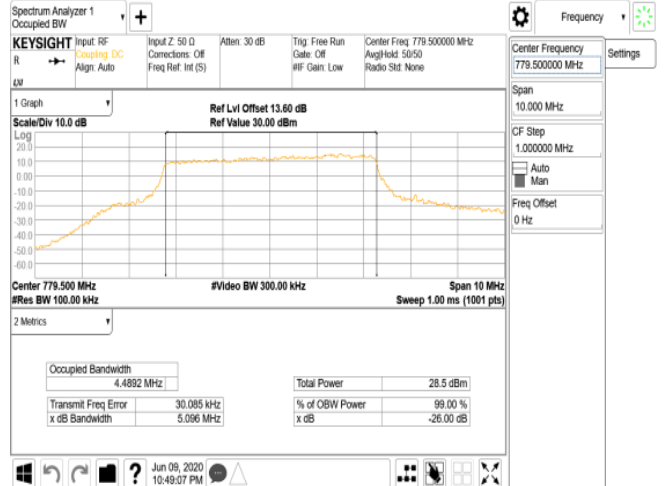 Spectrum Analyzer 1
Occupied BW
KEYSIGHT
R
Input: RF
Coupling: DC
Align: Auto
Input Z: 50 Ω
Corrections: Off
Freq Ref: Int (S)
Atten: 30 dB
Trig: Free Run
Gate: Off
#IF Gain: Low
Center Freq: 779.500000 MHz
Avg|Hold: 50/50
Radio Std: None
1 Graph
Scale/Div 10.0 dB
Ref Lvl Offset 13.60 dB
Ref Value 30.00 dBm
Log
20.0
10.0
0.00
-10.0
-20.0
-30.0
-40.0
-50.0
-60.0
Center 779.500 MHz
#Res BW 100.00 kHz
#Video BW 300.00 kHz
Span 10 MHz
Sweep 1.00 ms (1001 pts)
2 Metrics
Occupied Bandwidth
4.4892 MHz
Transmit Freq Error 30.085 kHz
x dB Bandwidth 5.096 MHz
Total Power 28.5 dBm
% of OBW Power 99.00 %
x dB -26.00 dB
?
Jun 09, 2020
10:49:07 PM
Frequency
Center Frequency
779.500000 MHz
Span
10.000 MHz
CF Step
1.000000 MHz
Auto
Man
Freq Offset
0 Hz
Settings